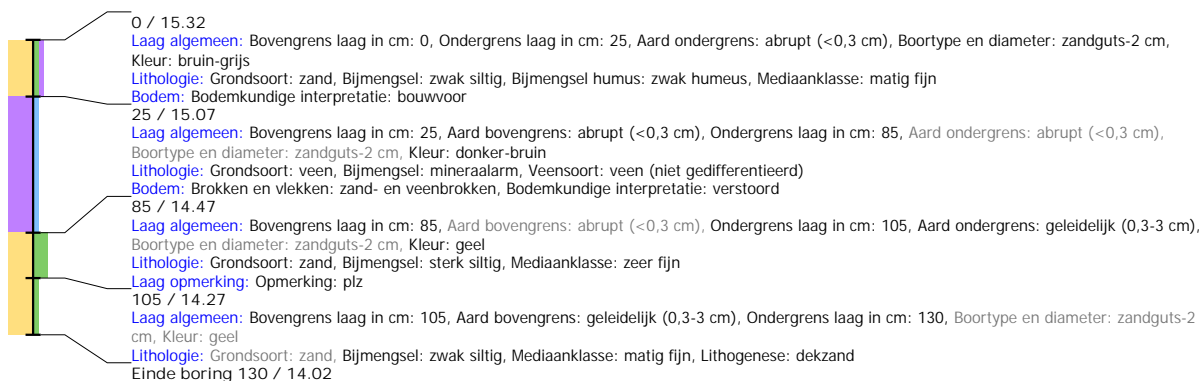 0 / 15.32
Laag algemeen: Bovengrens laag in cm: 0, Ondergrens laag in cm: 25, Aard ondergrens: abrupt (<0,3 cm), Boortype en diameter: zandguts-2 cm,
Kleur: bruin-grijs
Lithologie: Grondsoort: zand, Bijmengsel: zwak siltig, Bijmengsel humus: zwak humeus, Mediaanklasse: matig fijn
Bodem: Bodemkundige interpretatie: bouwvoor
25 / 15.07
Laag algemeen: Bovengrens laag in cm: 25, Aard bovengrens: abrupt (<0,3 cm), Ondergrens laag in cm: 85, Aard ondergrens: abrupt (<0,3 cm),
Boortype en diameter: zandguts-2 cm, Kleur: donker-bruin
Lithologie: Grondsoort: veen, Bijmengsel: mineraalarm, Veensoort: veen (niet gedifferentieerd)
Bodem: Brokken en vlekken: zand- en veenbrokken, Bodemkundige interpretatie: verstoord
85 / 14.47
Laag algemeen: Bovengrens laag in cm: 85, Aard bovengrens: abrupt (<0,3 cm), Ondergrens laag in cm: 105, Aard ondergrens: geleidelijk (0,3-3 cm),
Boortype en diameter: zandguts-2 cm, Kleur: geel
Lithologie: Grondsoort: zand, Bijmengsel: sterk siltig, Mediaanklasse: zeer fijn
Laag opmerking: Opmerking: plz
105 / 14.27
Laag algemeen: Bovengrens laag in cm: 105, Aard bovengrens: geleidelijk (0,3-3 cm), Ondergrens laag in cm: 130, Boortype en diameter: zandguts-2
cm, Kleur: geel
Lithologie: Grondsoort: zand, Bijmengsel: zwak siltig, Mediaanklasse: matig fijn, Lithogenese: dekzand
Einde boring 130 / 14.02